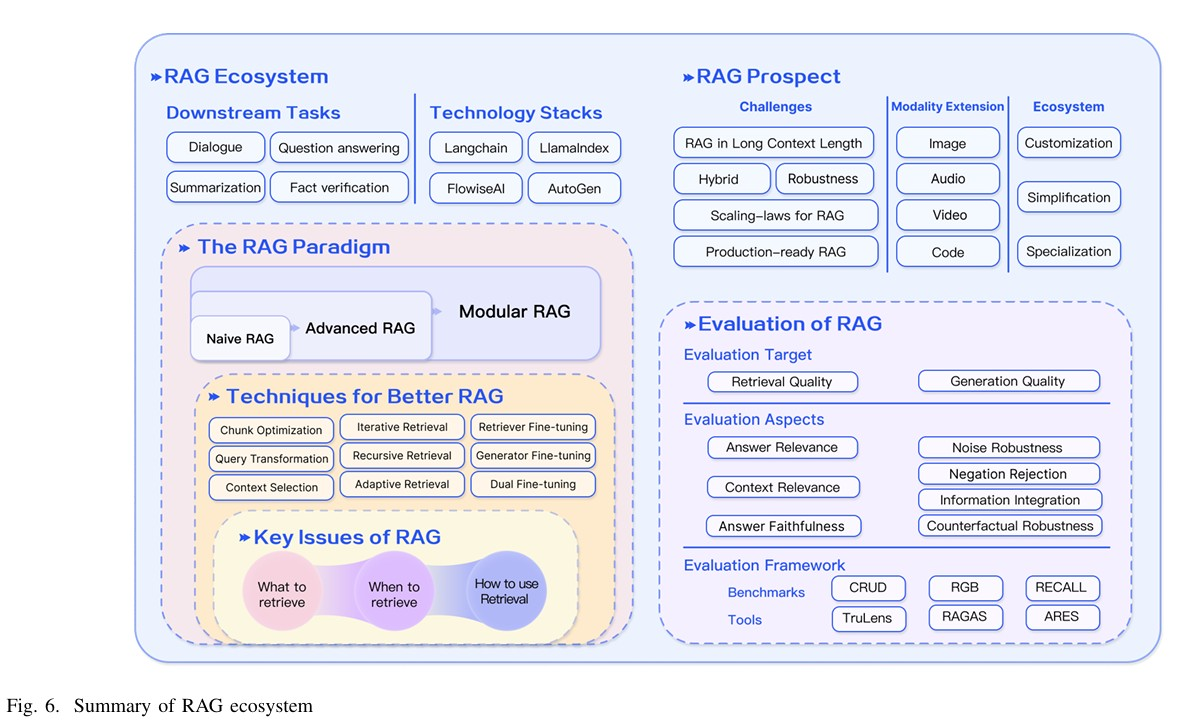 RAG Ecosystem
Downstream Tasks
Dialogue
Question answering
Summarization
Fact verification
Technology Stacks
Langchain
LlamaIndex
FlowiseAI
AutoGen
The RAG Paradigm
Naive RAG
Advanced RAG
Modular RAG
Techniques for Better RAG
Chunk Optimization
Iterative Retrieval
Retriever Fine-tuning
Query Transformation
Recursive Retrieval
Generator Fine-tuning
Context Selection
Adaptive Retrieval
Dual Fine-tuning
Key Issues of RAG
What to
retrieve
When to
retrieve
How to use
Retrieval
RAG Prospect
Challenges
RAG in Long Context Length
Hybrid
Robustness
Scaling-laws for RAG
Production-ready RAG
Modality Extension
Image
Audio
Video
Code
Ecosystem
Customization
Simplification
Specialization
Evaluation of RAG
Evaluation Target
Retrieval Quality
Generation Quality
Evaluation Aspects
Answer Relevance
Context Relevance
Answer Faithfulness
Noise Robustness
Negation Rejection
Information Integration
Counterfactual Robustness
Evaluation Framework
Benchmarks
CRUD
RGB
RECALL
Tools
TruLens
RAGAS
ARES
Fig. 6. Summary of RAG ecosystem